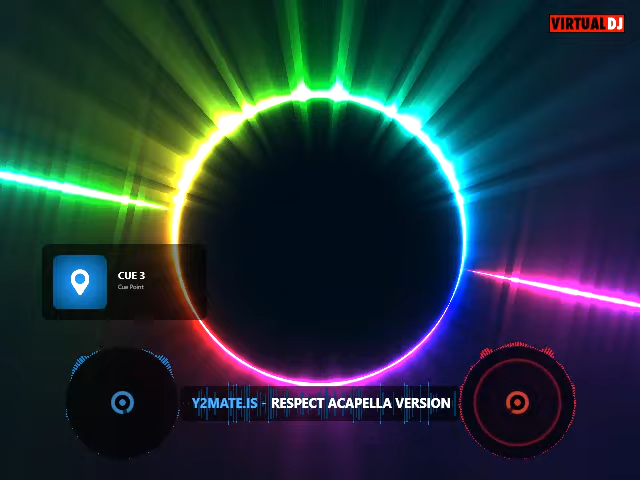 VIRTUALDJ
CUE 3
Cue Point
Y2MATE.IS - RESPECT ACAPELLA VERSION